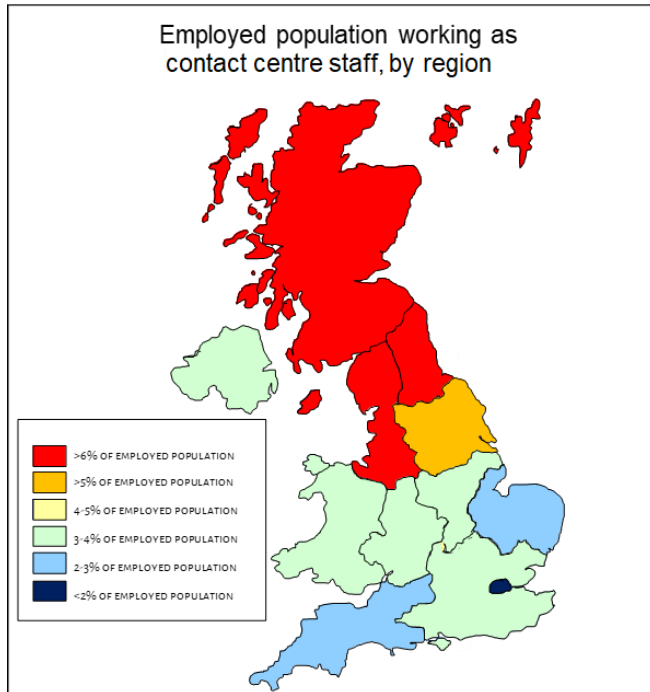 Employed population working as
contact centre staff, by region
>6% OF EMPLOYED POPULATION
>5% OF EMPLOYED POPULATION
4-5% OF EMPLOYED POPULATION
3-4% OF EMPLOYED POPULATION
2-3% OF EMPLOYED POPULATION
<2% OF EMPLOYED POPULATION